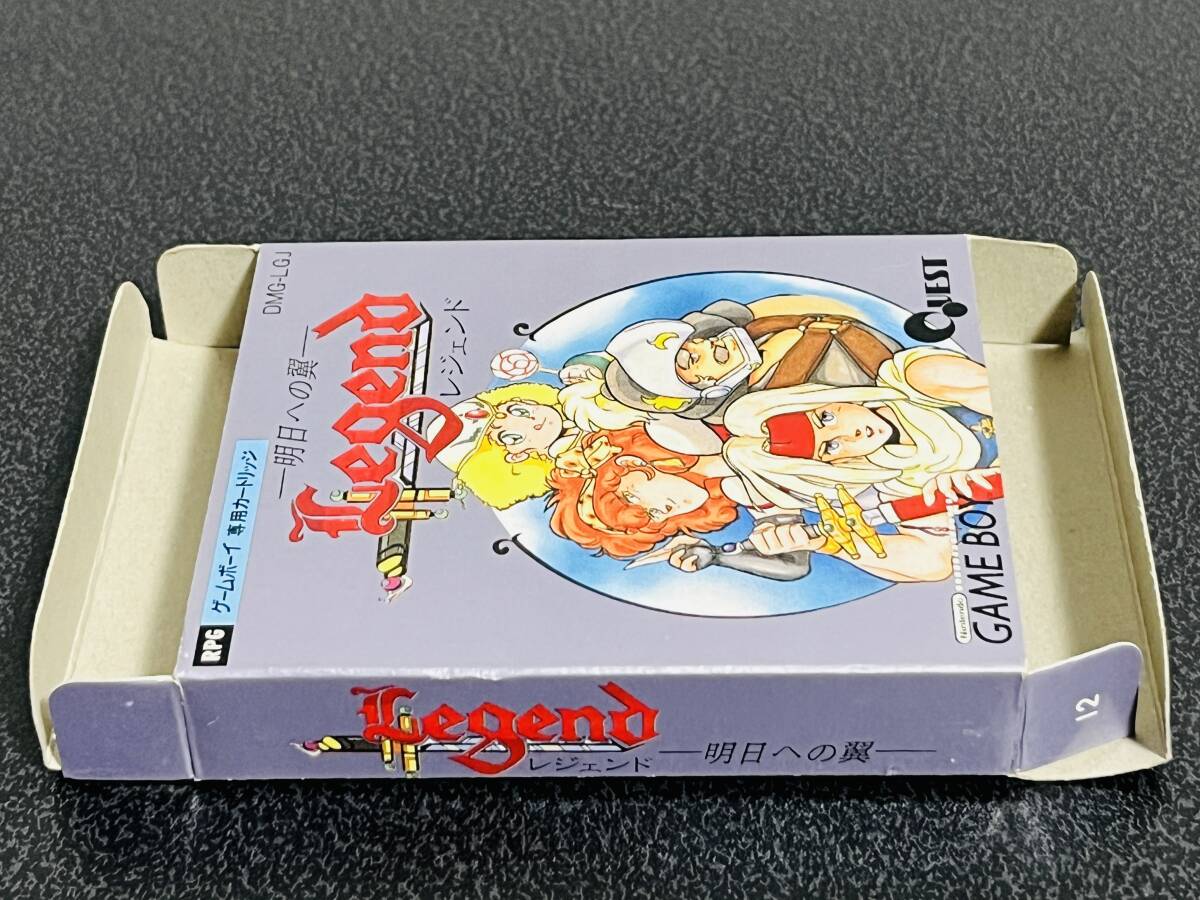 DMG-LGJ
—明日への翼—
Legend
レジェンド
RPG ゲームボーイ 専用カートリッジ
QUEST
Nintendo
GAME BOY
Legend
レジェンド —明日への翼—
12